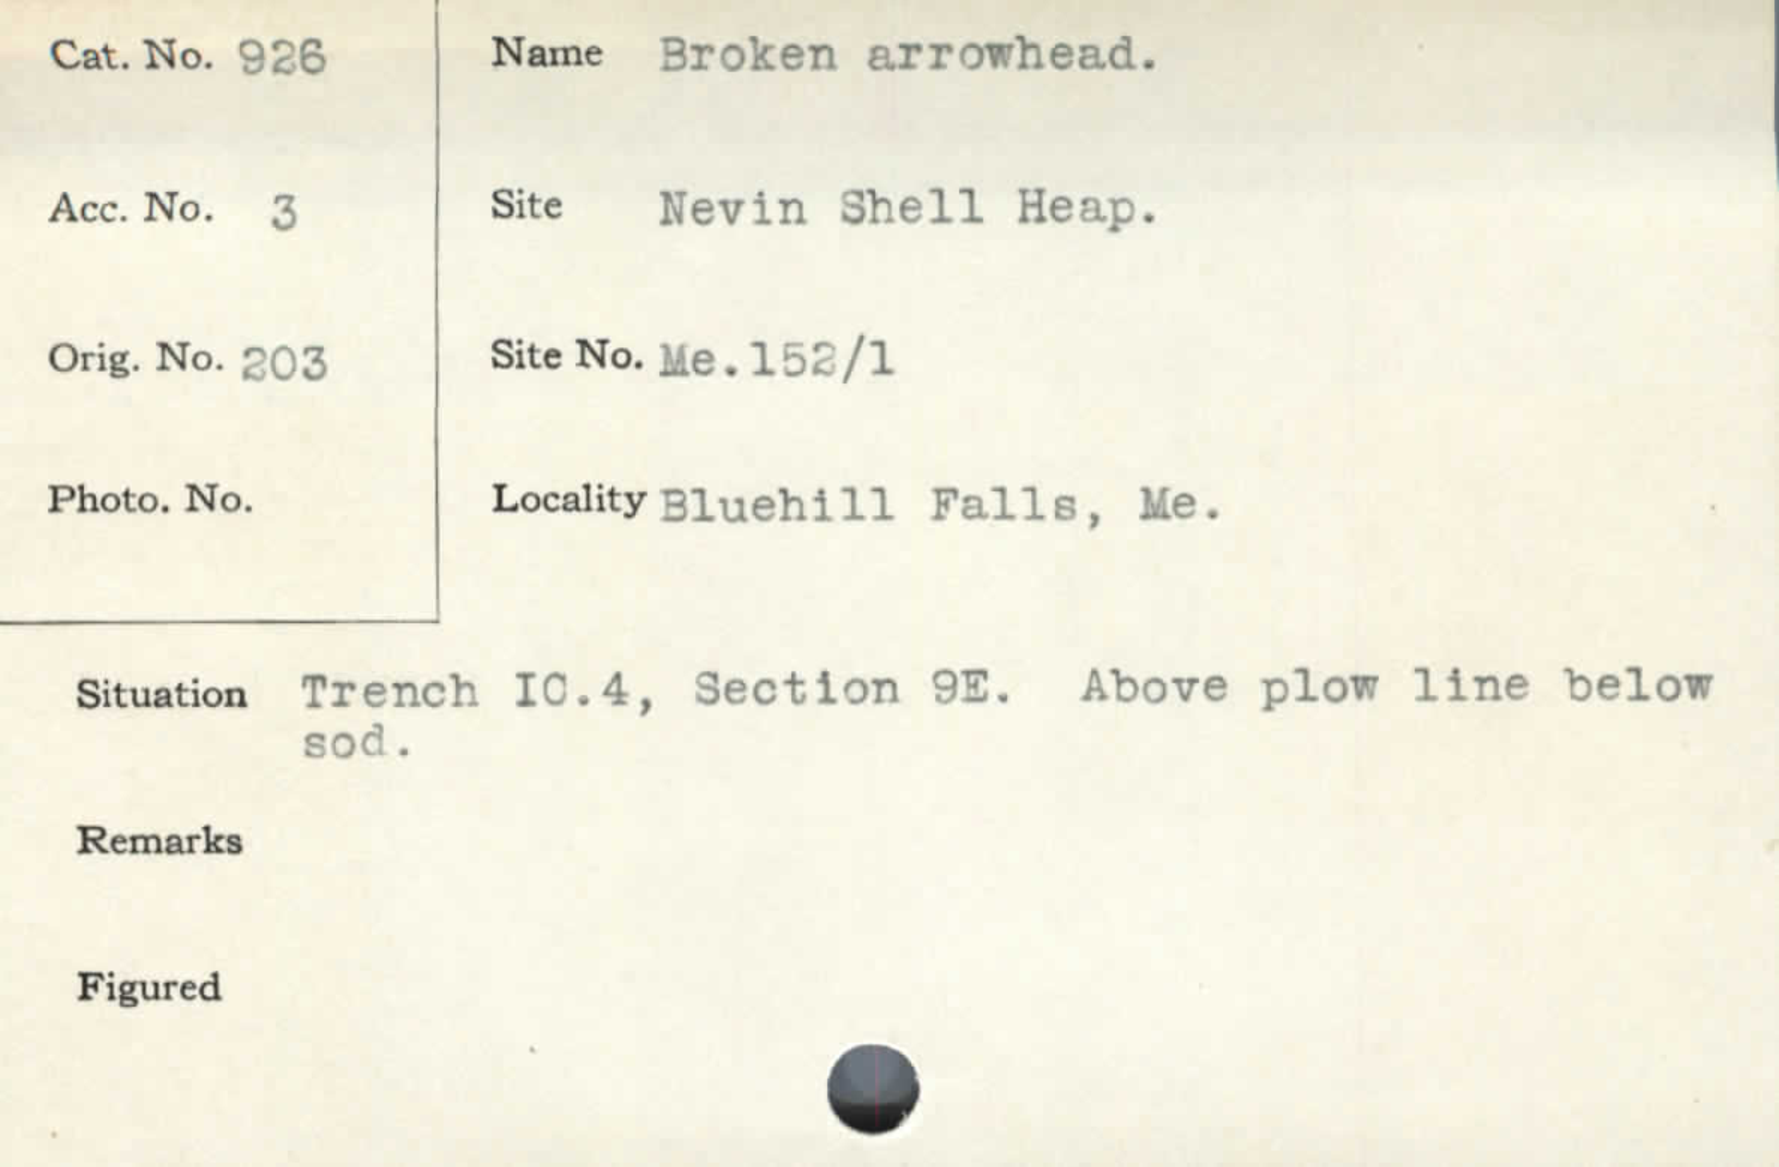 Cat. No. 926
Name Broken arrowhead.
Acc. No. 3
Site Nevin Shell Heap.
Orig. No. 203
Site No. Me.152/1
Photo. No.
Locality Bluehill Falls, Me.
Situation Trench IC.4, Section 9E. Above plow line below
sod.
Remarks
Figured